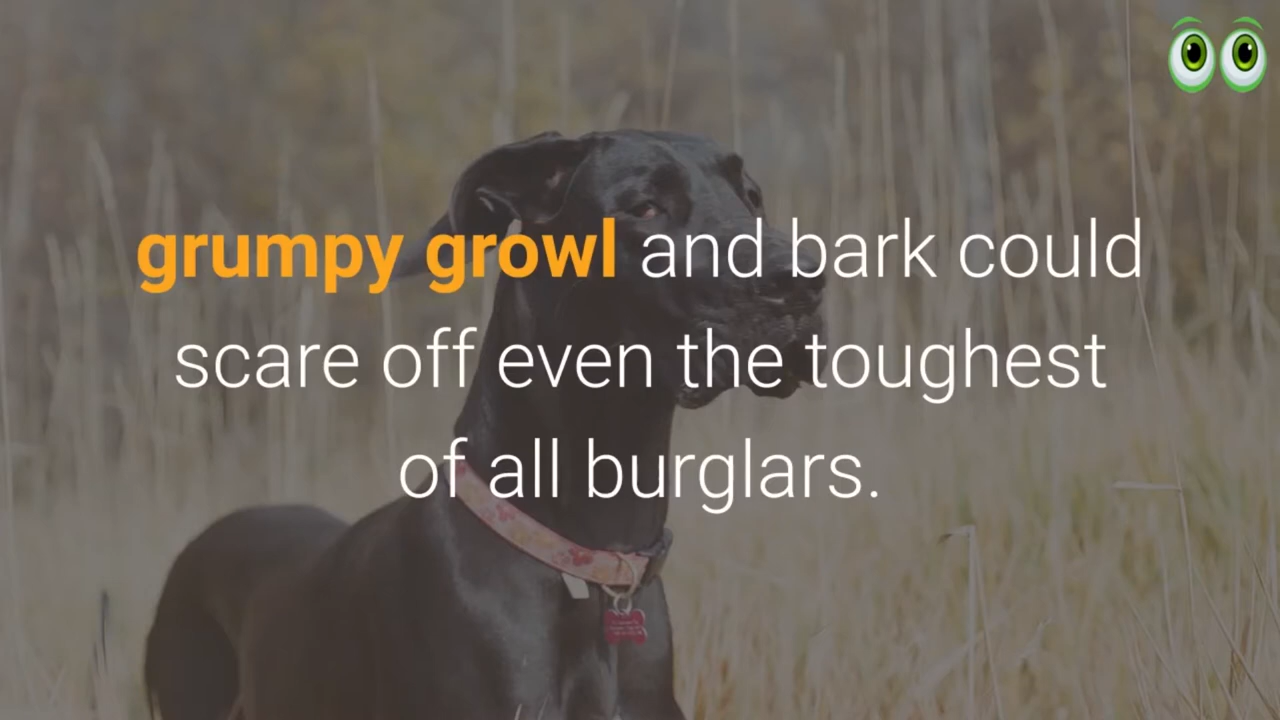 grumpy growl and bark could
scare off even the toughest
of all burglars.